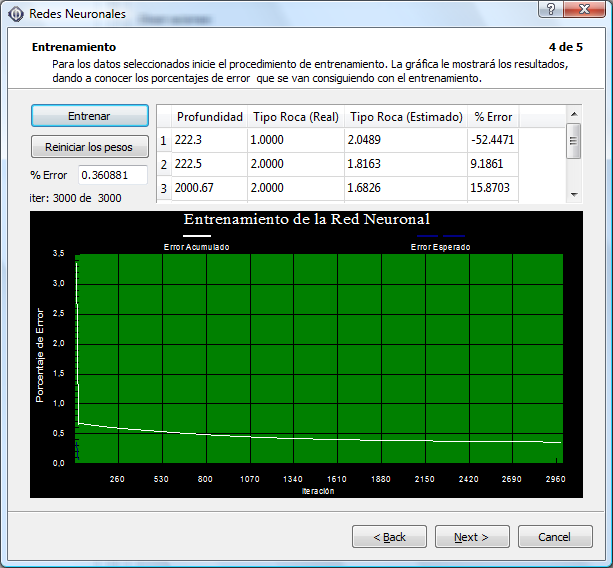 Redes Neuronales
Entrenamiento
4 de 5
Para los datos seleccionados inicie el procedimiento de entrenamiento. La gráfica le mostrará los resultados,
dando a conocer los porcentajes de error que se van consiguiendo con el entrenamiento.
Entrenar
Reiniciar los pesos
% Error 0.360881
iter: 3000 de 3000
Profundidad Tipo Roca (Real) Tipo Roca (Estimado) % Error
1 222.3 1.0000 2.0489 -52.4471
2 222.5 2.0000 1.8163 9.1861
3 2000.67 2.0000 1.6826 15.8703
Entrenamiento de la Red Neuronal
Error Acumulado Error Esperado
Porcentaje de Error
3,5
3,0
2,5
2,0
1,5
1,0
0,5
0,0
260 530 800 1070 1340 1610 1880 2150 2420 2690 2960
Iteración
< Back Next > Cancel